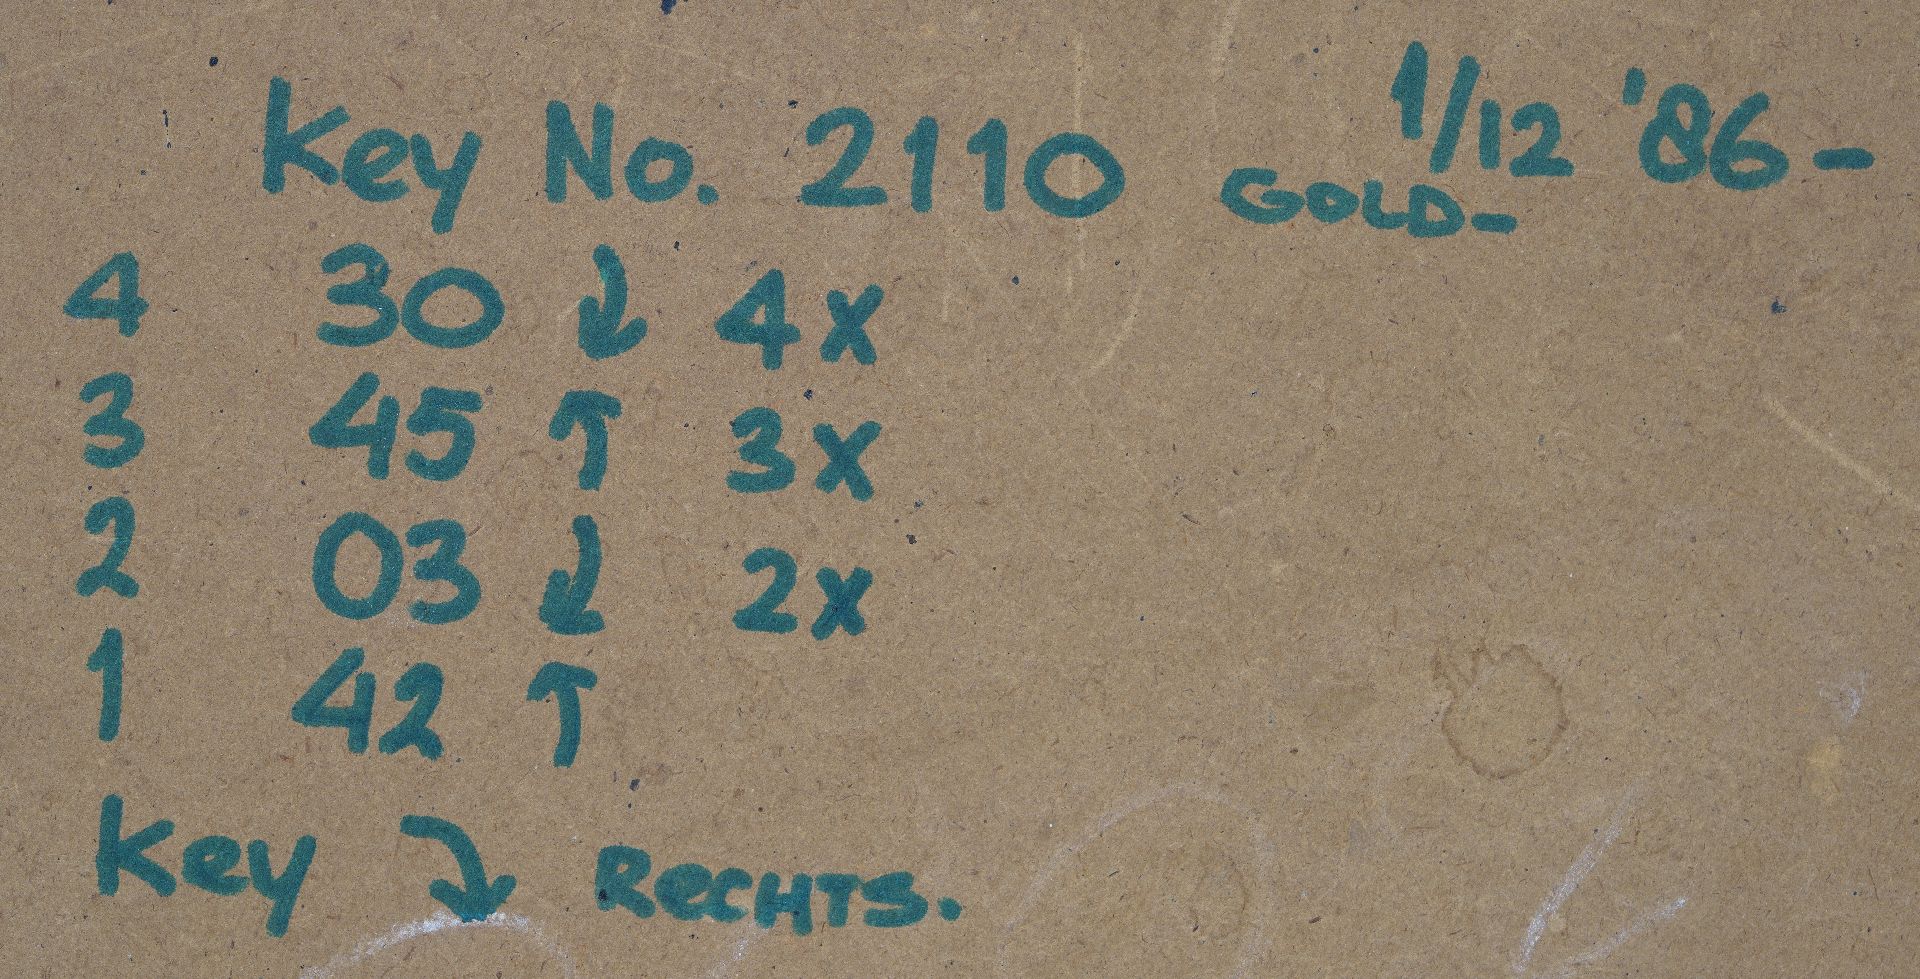 1/12 '86-
Key No. 2110 GOLD-
4 30 ↓ 4x
3 45 ↑ 3x
2 03 ↓ 2x
1 42 ↑
Key ↘ RECHTS.